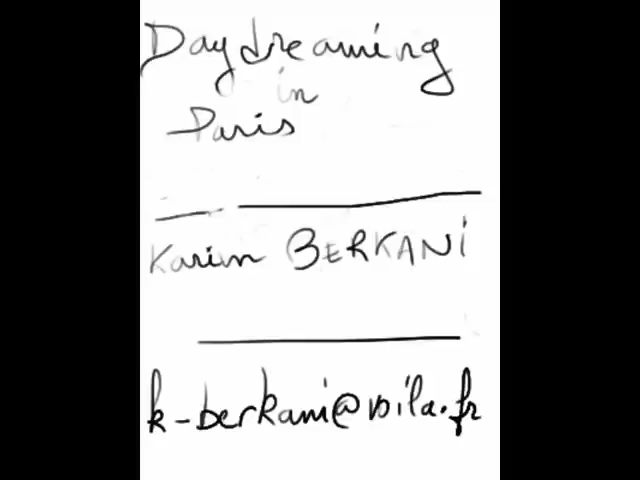 Daydreaming
in
Paris
Karim BERKANi
k-berkani@voila.fr